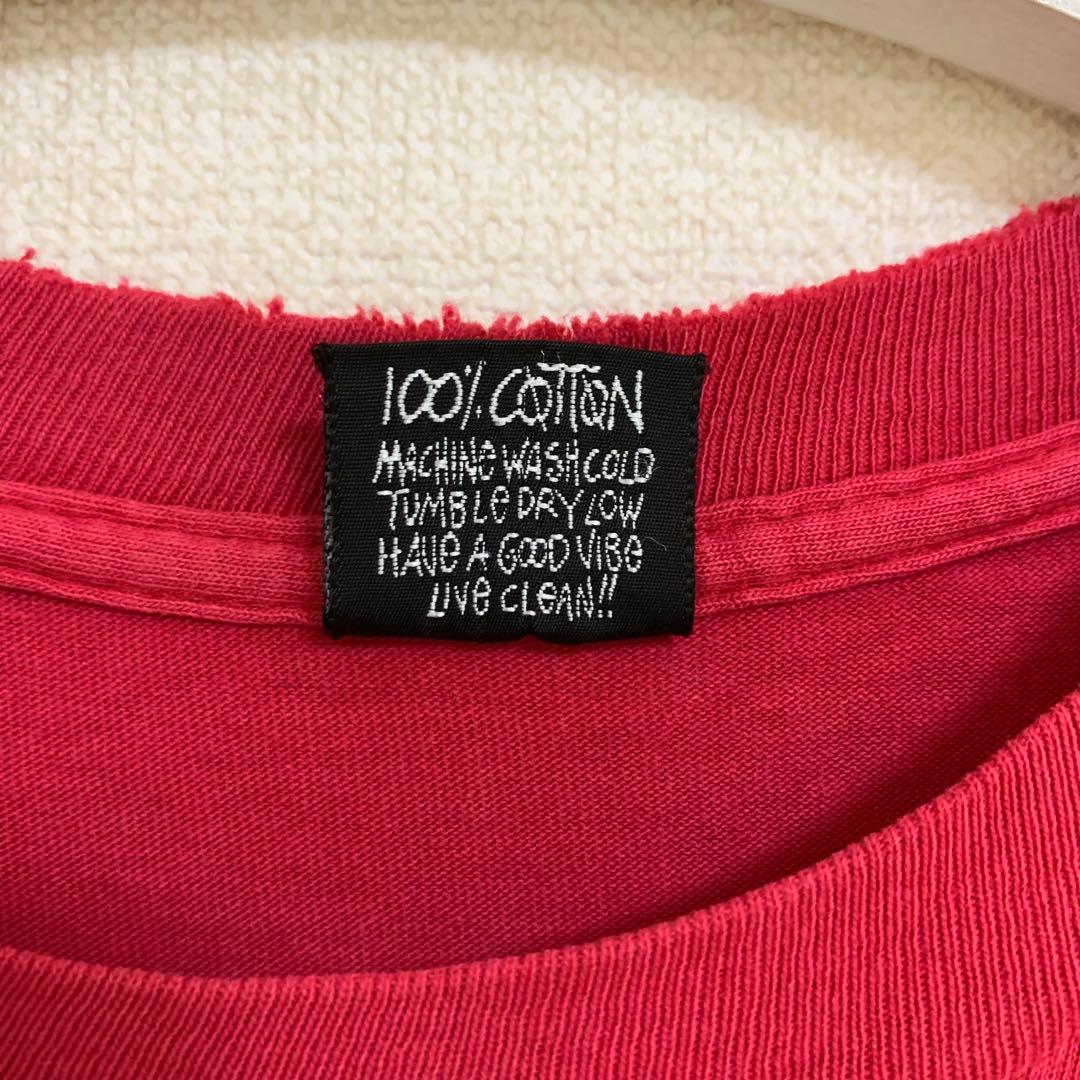 100% COTTON
MACHINE WASH COLD
TUMBLE DRY LOW
HAVE A GOOD VIBE
LIVE CLEAN!!